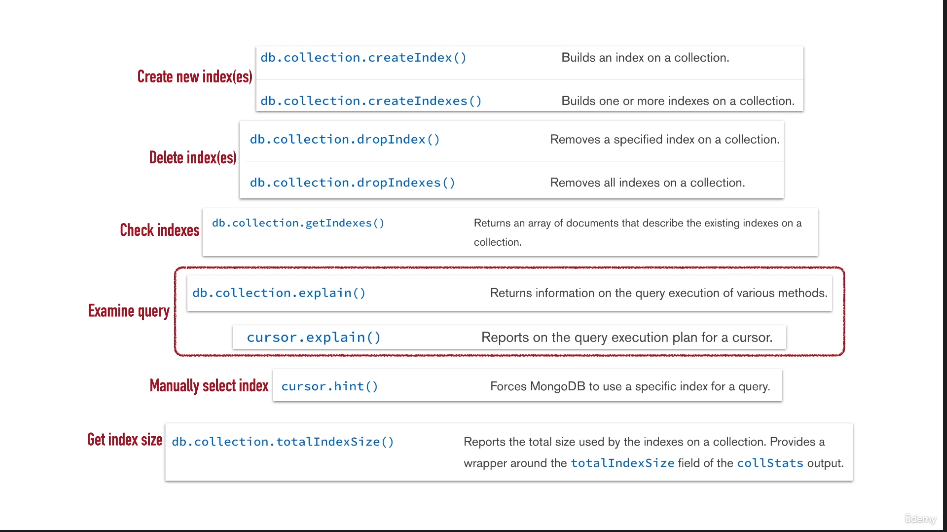 Create new index(es)
db.collection.createIndex() Builds an index on a collection.
db.collection.createIndexes() Builds one or more indexes on a collection.
Delete index(es)
db.collection.dropIndex() Removes a specified index on a collection.
db.collection.dropIndexes() Removes all indexes on a collection.
Check indexes
db.collection.getIndexes() Returns an array of documents that describe the existing indexes on a
collection.
Examine query
db.collection.explain() Returns information on the query execution of various methods.
cursor.explain() Reports on the query execution plan for a cursor.
Manually select index
cursor.hint() Forces MongoDB to use a specific index for a query.
Get index size
db.collection.totalIndexSize() Reports the total size used by the indexes on a collection. Provides a
wrapper around the totalIndexSize field of the collStats output.
ûdemy